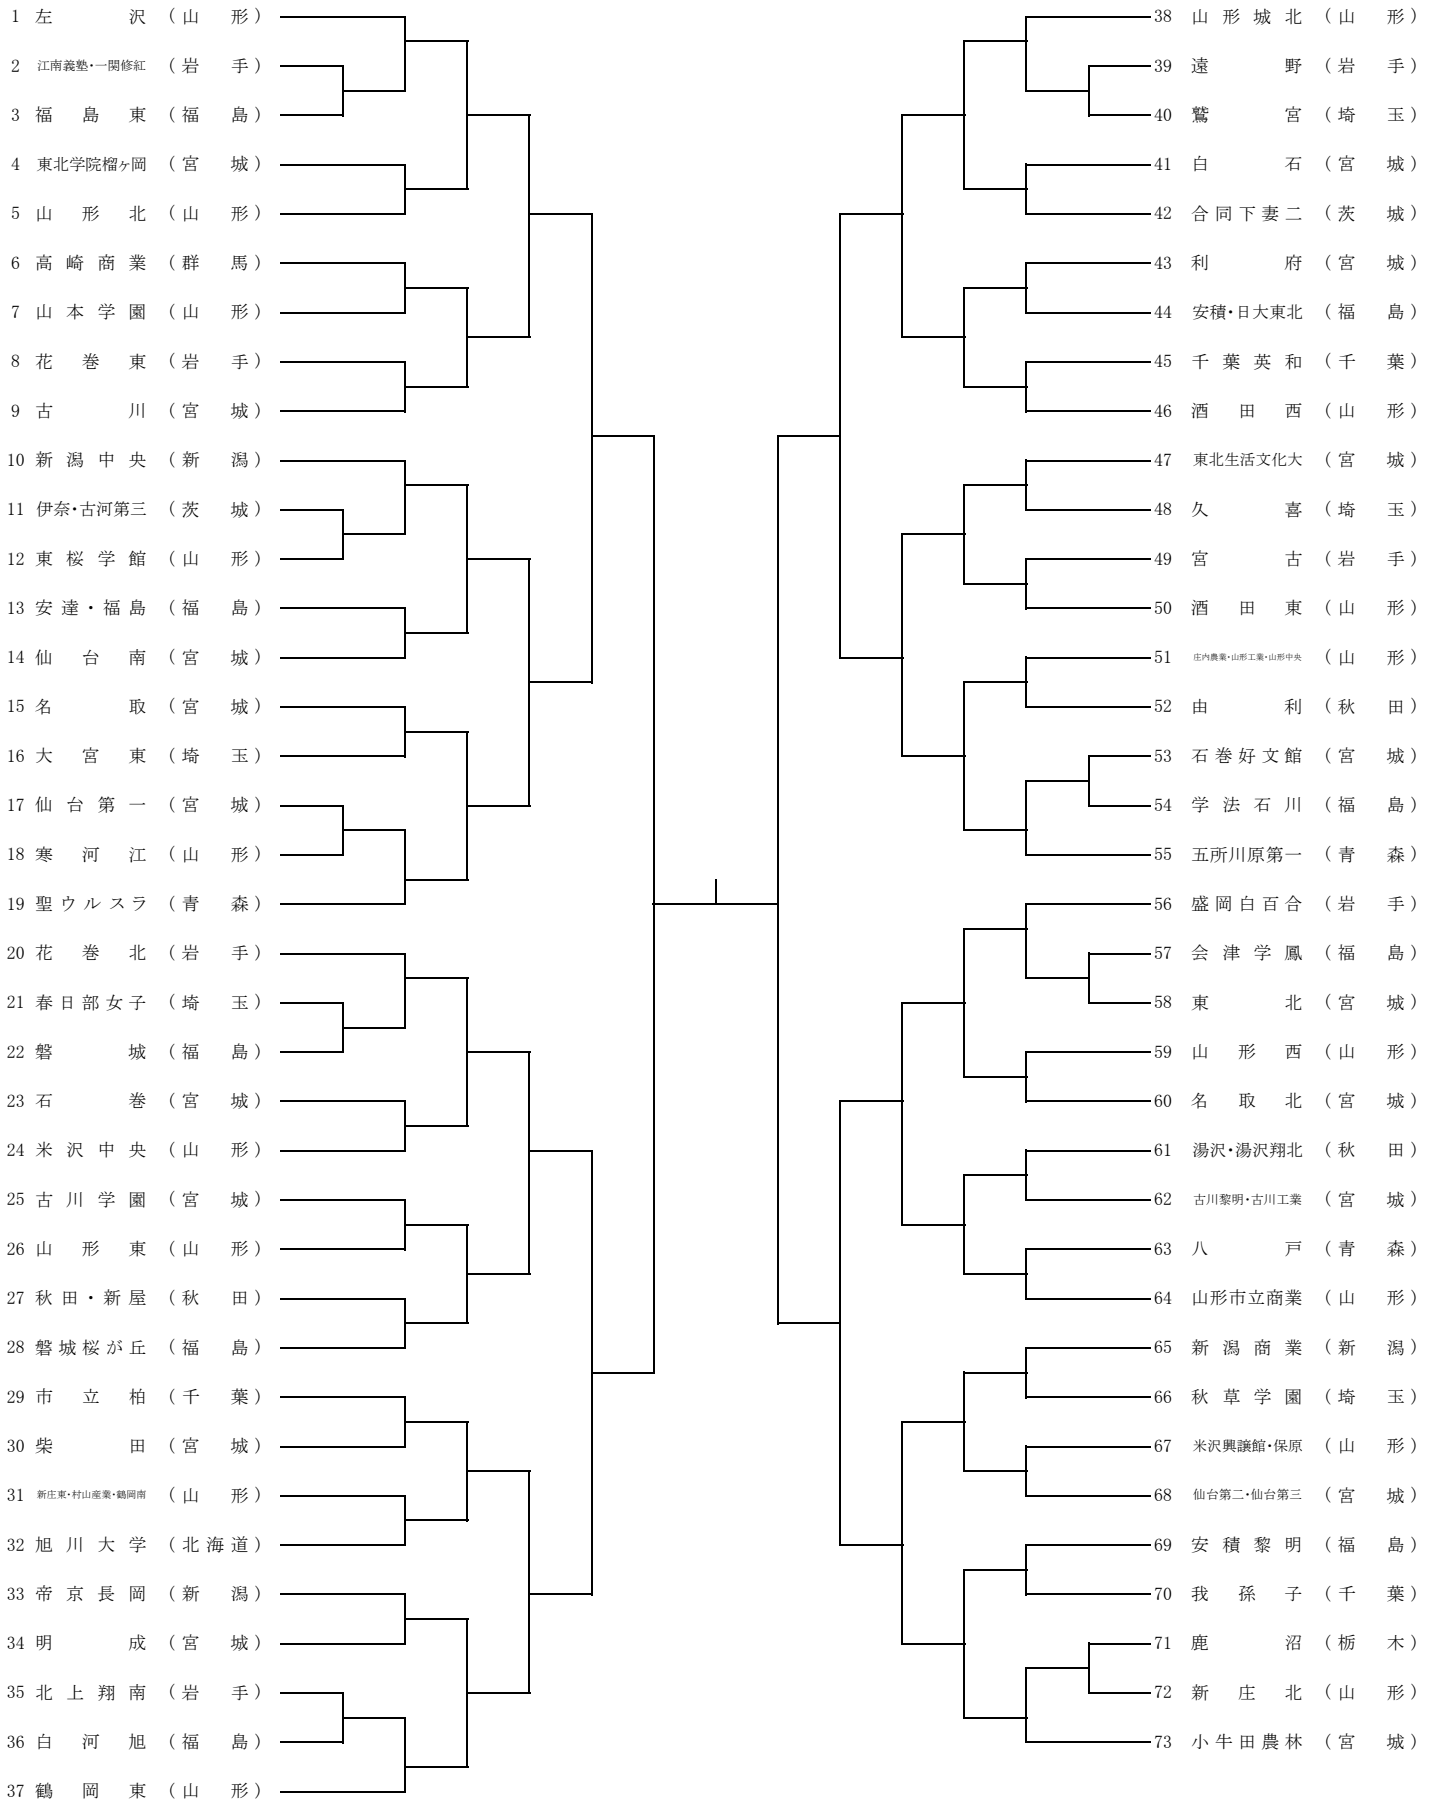 1 左沢 (山形)
2 江南義塾・一関修紅 (岩手)
3 福島東 (福島)
4 東北学院榴ヶ岡 (宮城)
5 山形北 (山形)
6 高崎商業 (群馬)
7 山本学園 (山形)
8 花巻東 (岩手)
9 古川 (宮城)
10 新潟中央 (新潟)
11 伊奈・古河第三 (茨城)
12 東桜学館 (山形)
13 安達・福島 (福島)
14 仙台南 (宮城)
15 名取 (宮城)
16 大宮東 (埼玉)
17 仙台第一 (宮城)
18 寒河江 (山形)
19 聖ウルスラ (青森)
20 花巻北 (岩手)
21 春日部女子 (埼玉)
22 磐城 (福島)
23 石巻 (宮城)
24 米沢中央 (山形)
25 古川学園 (宮城)
26 山形東 (山形)
27 秋田・新屋 (秋田)
28 磐城桜が丘 (福島)
29 市立柏 (千葉)
30 柴田 (宮城)
31 新庄東・村山産業・鶴岡南 (山形)
32 旭川大学 (北海道)
33 帝京長岡 (新潟)
34 明成 (宮城)
35 北上翔南 (岩手)
36 白河旭 (福島)
37 鶴岡東 (山形)
38 山形城北 (山形)
39 遠野 (岩手)
40 鷲宮 (埼玉)
41 白石 (宮城)
42 合同下妻二 (茨城)
43 利府 (宮城)
44 安積・日大東北 (福島)
45 千葉英和 (千葉)
46 酒田西 (山形)
47 東北生活文化大 (宮城)
48 久喜 (埼玉)
49 宮古 (岩手)
50 酒田東 (山形)
51 庄内農業・山形工業・山形中央 (山形)
52 由利 (秋田)
53 石巻好文館 (宮城)
54 学法石川 (福島)
55 五所川原第一 (青森)
56 盛岡白百合 (岩手)
57 会津学鳳 (福島)
58 東北 (宮城)
59 山形西 (山形)
60 名取北 (宮城)
61 湯沢・湯沢翔北 (秋田)
62 古川黎明・古川工業 (宮城)
63 八戸 (青森)
64 山形市立商業 (山形)
65 新潟商業 (新潟)
66 秋草学園 (埼玉)
67 米沢興譲館・保原 (山形)
68 仙台第二・仙台第三 (宮城)
69 安積黎明 (福島)
70 我孫子 (千葉)
71 鹿沼 (栃木)
72 新庄北 (山形)
73 小牛田農林 (宮城)